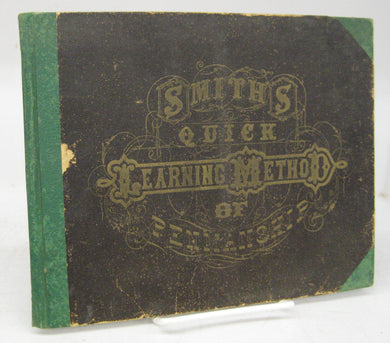 SMITH'S
QUICK
LEARNING METHOD
OF
PENMANSHIP